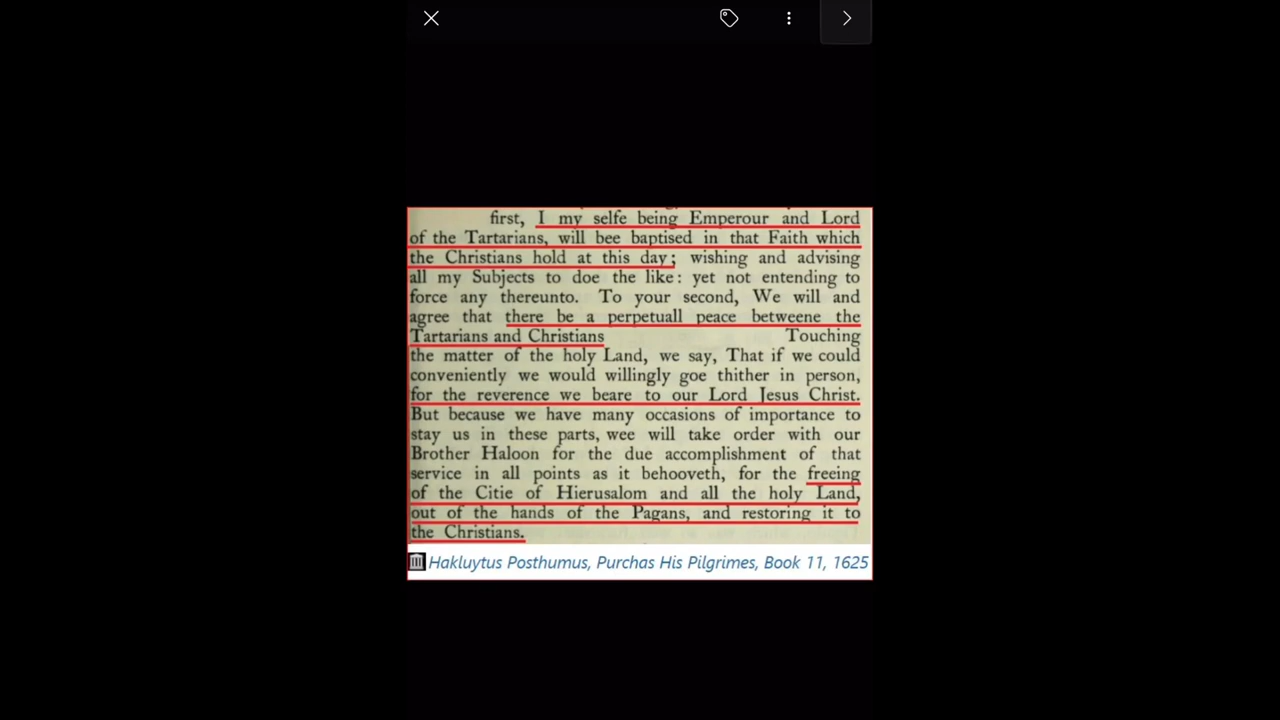 first, I my selfe being Emperour and Lord
of the Tartarians, will bee baptised in that Faith which
the Christians hold at this day; wishing and advising
all my Subjects to doe the like: yet not entending to
force any thereunto. To your second, We will and
agree that there be a perpetuall peace betweene the
Tartarians and Christians Touching
the matter of the holy Land, we say, That if we could
conveniently we would willingly goe thither in person,
for the reverence we beare to our Lord Jesus Christ.
But because we have many occasions of importance to
stay us in these parts, wee will take order with our
Brother Haloon for the due accomplishment of that
service in all points as it behooveth, for the freeing
of the Citie of Hierusalom and all the holy Land,
out of the hands of the Pagans, and restoring it to
the Christians.
Hakluytus Posthumus, Purchas His Pilgrimes, Book 11, 1625